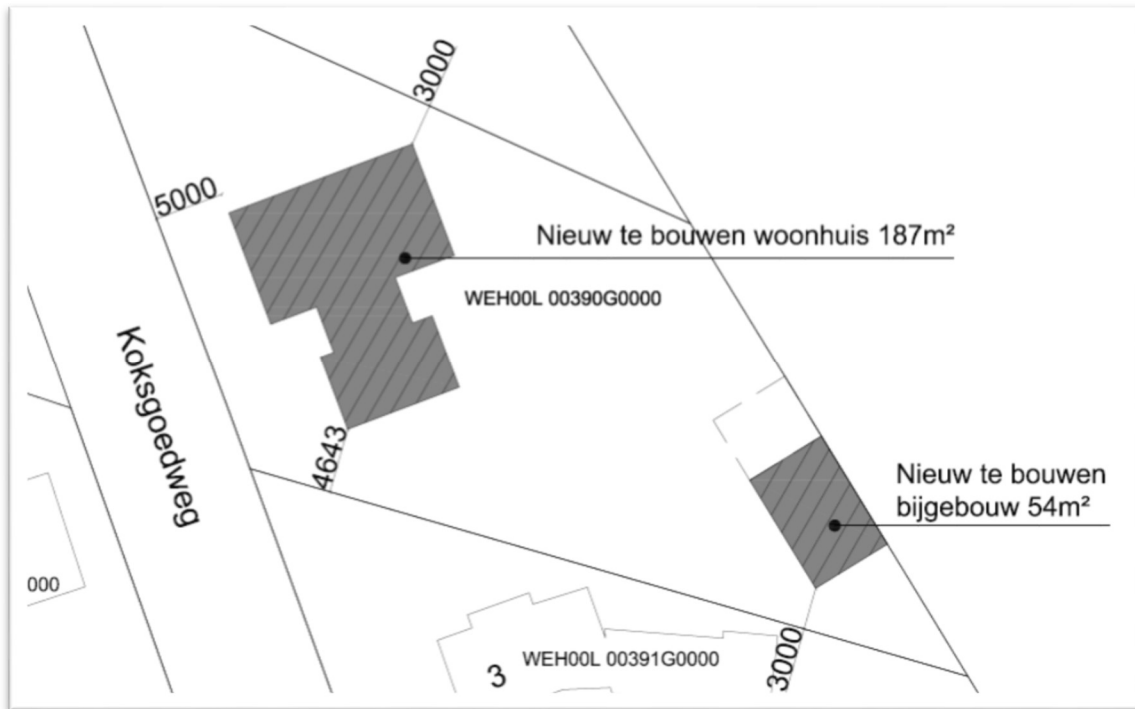 3000
5000
Nieuw te bouwen woonhuis 187m²
WEH00L 00390G0000
Koksgoedweg
4643
Nieuw te bouwen
bijgebouw 54m²
000
WEH00L 00391G0000
3
3000